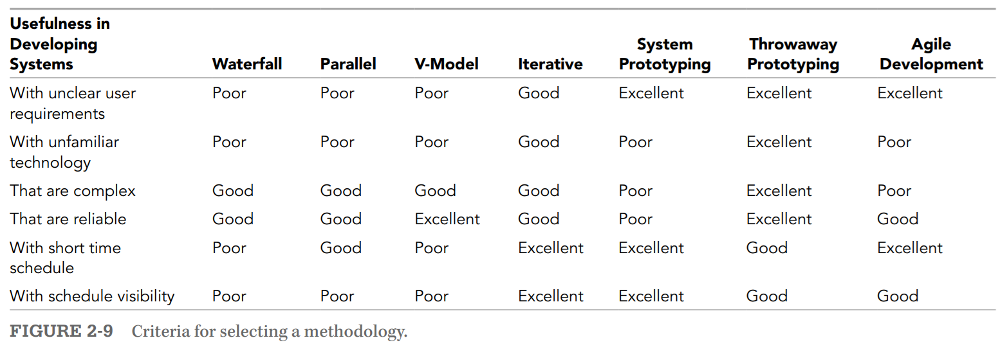 Usefulness in
Developing System Throwaway Agile
Systems Waterfall Parallel V-Model Iterative Prototyping Prototyping Development
With unclear user Poor Poor Poor Good Excellent Excellent Excellent
requirements
With unfamiliar Poor Poor Poor Good Poor Excellent Poor
technology
That are complex Good Good Good Good Poor Excellent Poor
That are reliable Good Good Excellent Good Poor Excellent Good
With short time Poor Good Poor Excellent Excellent Good Excellent
schedule
With schedule visibility Poor Poor Poor Excellent Excellent Good Good
FIGURE 2-9 Criteria for selecting a methodology.